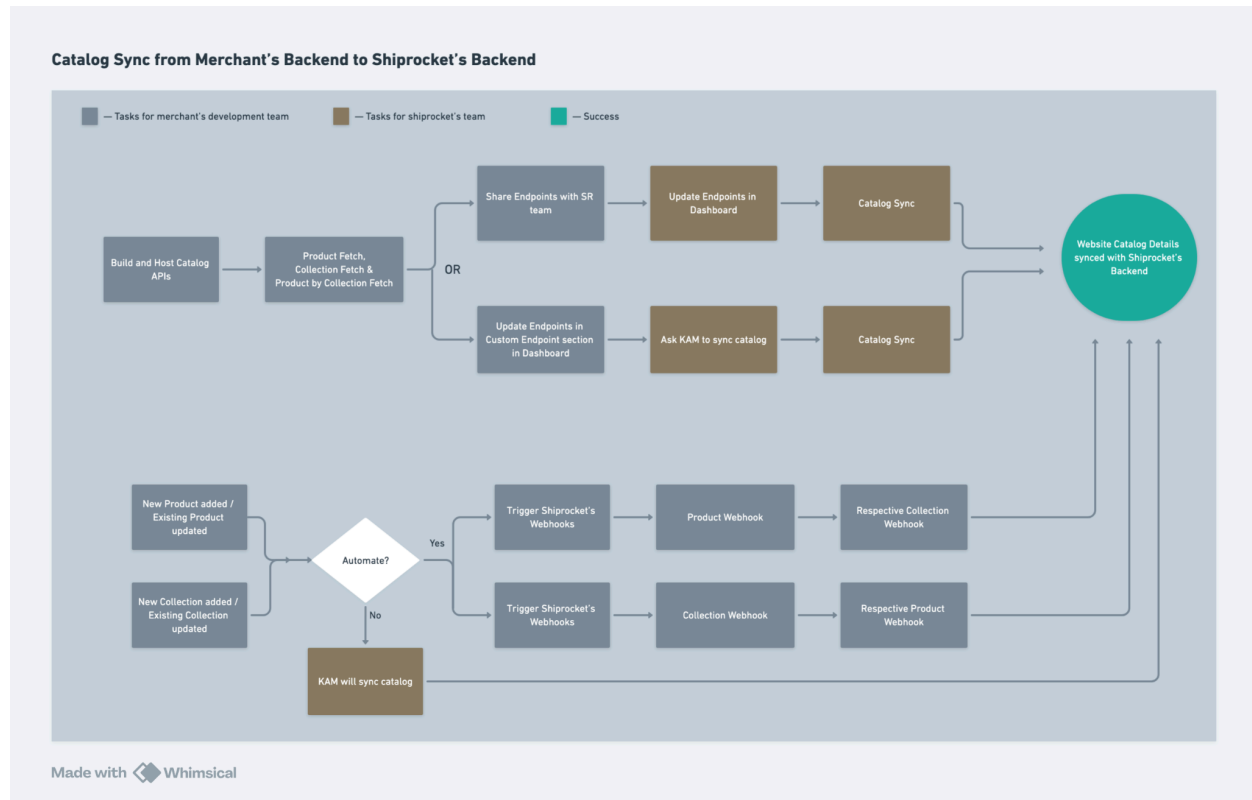 Catalog Sync from Merchant's Backend to Shiprocket's Backend
— Tasks for merchant's development team
— Tasks for shiprocket's team
— Success
Share Endpoints with SR
team
Update Endpoints in
Dashboard
Catalog Sync
Build and Host Catalog
APIs
Product Fetch,
Collection Fetch &
Product by Collection Fetch
OR
Website Catalog Details
synced with Shiprocket's
Backend
Update Endpoints in
Custom Endpoint section
in Dashboard
Ask KAM to sync catalog
Catalog Sync
New Product added /
Existing Product
updated
Automate?
Yes
Trigger Shiprocket's
Webhooks
Product Webhook
Respective Collection
Webhook
New Collection added /
Existing Collection
updated
No
Trigger Shiprocket's
Webhooks
Collection Webhook
Respective Product
Webhook
KAM will sync catalog
Made with Whimsical